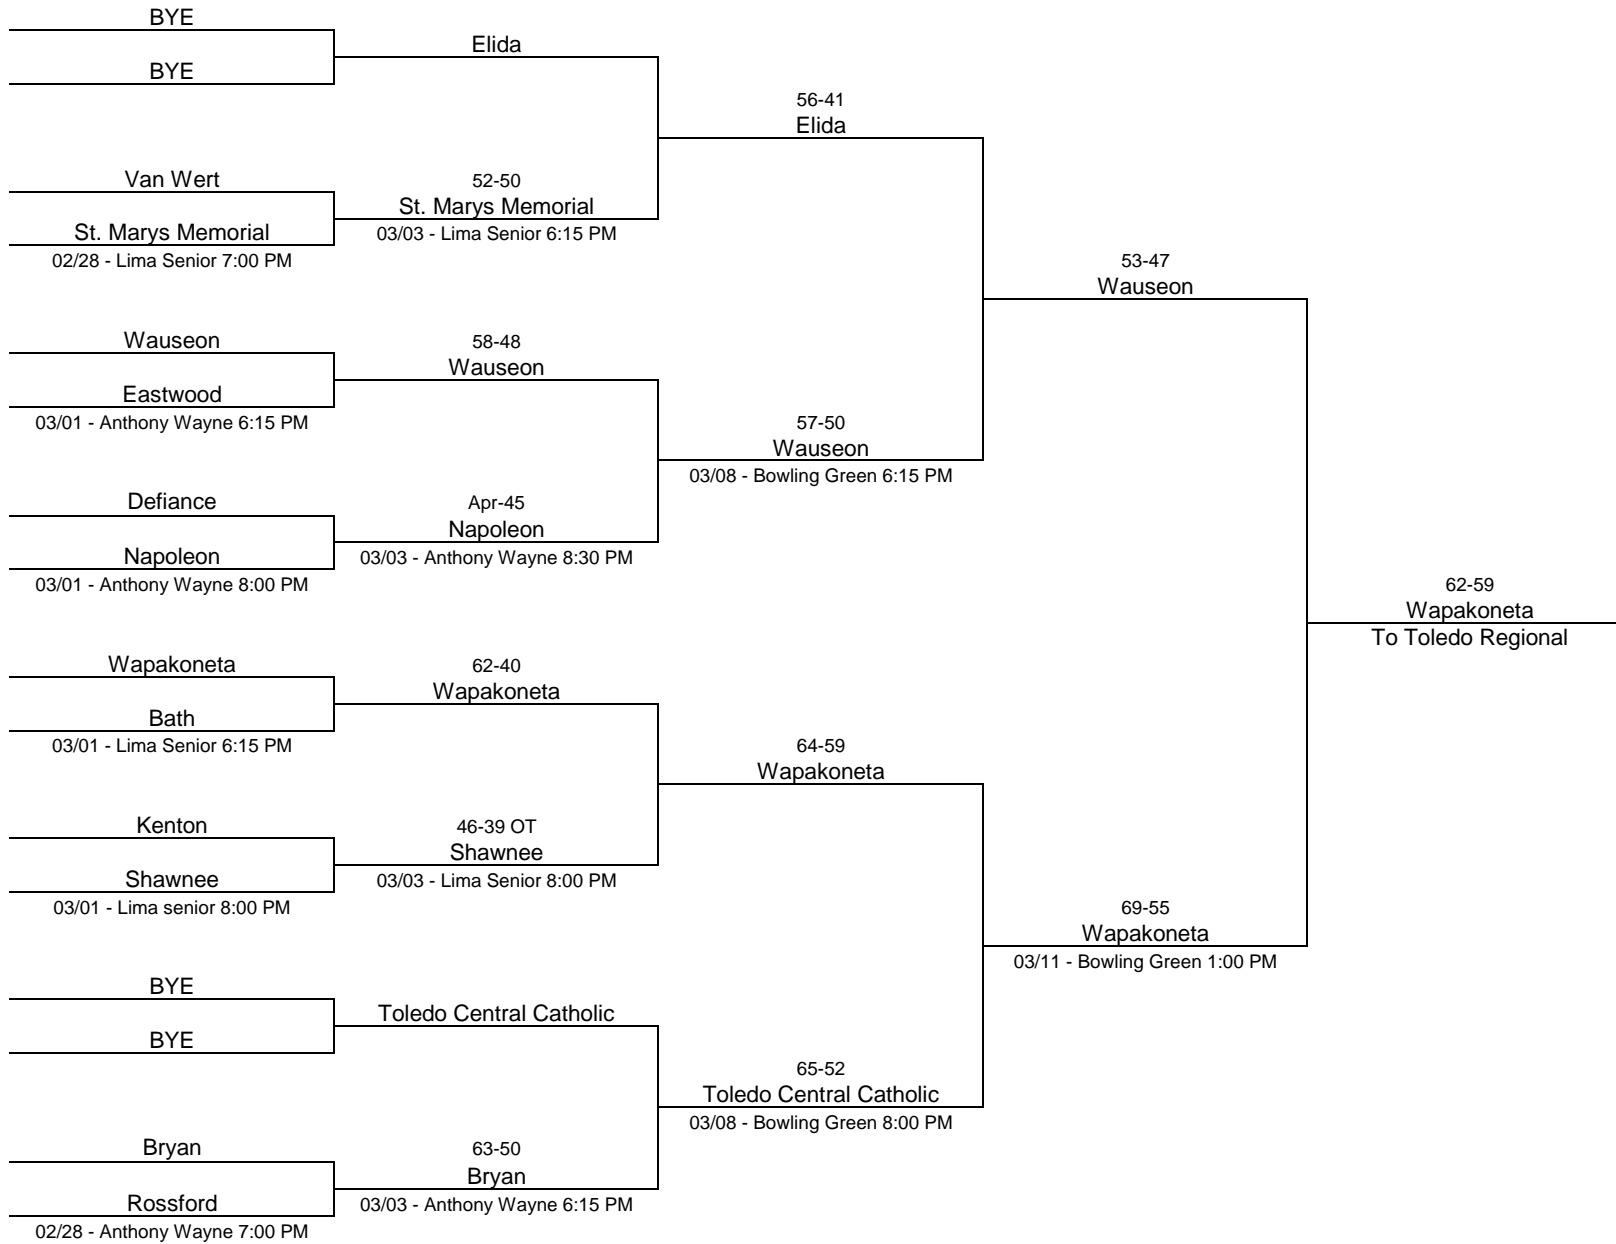 BYE
BYE
Elida
56-41
Elida
Van Wert
St. Marys Memorial
02/28 - Lima Senior 7:00 PM
52-50
St. Marys Memorial
03/03 - Lima Senior 6:15 PM
53-47
Wauseon
Wauseon
Eastwood
03/01 - Anthony Wayne 6:15 PM
58-48
Wauseon
57-50
Wauseon
03/08 - Bowling Green 6:15 PM
Defiance
Napoleon
03/01 - Anthony Wayne 8:00 PM
Apr-45
Napoleon
03/03 - Anthony Wayne 8:30 PM
62-59
Wapakoneta
To Toledo Regional
Wapakoneta
Bath
03/01 - Lima Senior 6:15 PM
62-40
Wapakoneta
64-59
Wapakoneta
Kenton
Shawnee
03/01 - Lima senior 8:00 PM
46-39 OT
Shawnee
03/03 - Lima Senior 8:00 PM
69-55
Wapakoneta
03/11 - Bowling Green 1:00 PM
BYE
BYE
Toledo Central Catholic
65-52
Toledo Central Catholic
03/08 - Bowling Green 8:00 PM
Bryan
Rossford
02/28 - Anthony Wayne 7:00 PM
63-50
Bryan
03/03 - Anthony Wayne 6:15 PM